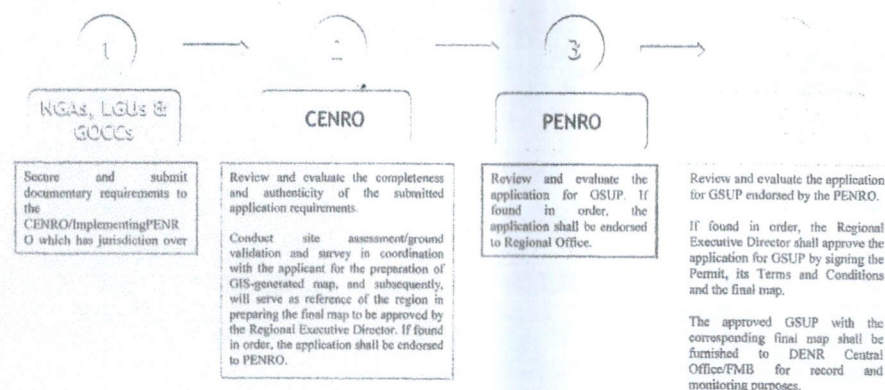 1
2
3
NGAs, LGUs &
GOCCs
CENRO
PENRO
Secure and submit
documentary requirements to
the
CENRO/ImplementingPENR
O which has jurisdiction over
Review and evaluate the completeness
and authenticity of the submitted
application requirements.
Conduct site assessment/ground
validation and survey in coordination
with the applicant for the preparation of
GIS-generated map, and subsequently,
will serve as reference of the region in
preparing the final map to be approved by
the Regional Executive Director. If found
in order, the application shall be endorsed
to PENRO.
Review and evaluate the
application for GSUP. If
found in order, the
application shall be endorsed
to Regional Office.
Review and evaluate the application
for GSUP endorsed by the PENRO.
If found in order, the Regional
Executive Director shall approve the
application for GSUP by signing the
Permit, its Terms and Conditions
and the final map.
The approved GSUP with the
corresponding final map shall be
furnished to DENR Central
Office/FMB for record and
monitoring purposes.